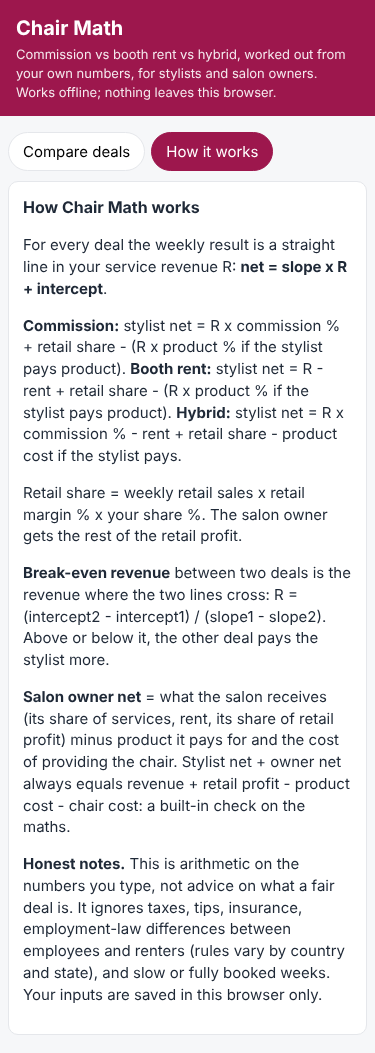 Chair Math
Commission vs booth rent vs hybrid, worked out from
your own numbers, for stylists and salon owners.
Works offline; nothing leaves this browser.
Compare deals
How it works
How Chair Math works
For every deal the weekly result is a straight
line in your service revenue R: net = slope x R
+ intercept.
Commission: stylist net = R x commission %
+ retail share - (R x product % if the stylist
pays product). Booth rent: stylist net = R -
rent + retail share - (R x product % if the
stylist pays product). Hybrid: stylist net = R x
commission % - rent + retail share - product
cost if the stylist pays.
Retail share = weekly retail sales x retail
margin % x your share %. The salon owner
gets the rest of the retail profit.
Break-even revenue between two deals is the
revenue where the two lines cross: R =
(intercept2 - intercept1) / (slope1 - slope2).
Above or below it, the other deal pays the
stylist more.
Salon owner net = what the salon receives
(its share of services, rent, its share of retail
profit) minus product it pays for and the cost
of providing the chair. Stylist net + owner net
always equals revenue + retail profit - product
cost - chair cost: a built-in check on the
maths.
Honest notes. This is arithmetic on the
numbers you type, not advice on what a fair
deal is. It ignores taxes, tips, insurance,
employment-law differences between
employees and renters (rules vary by country
and state), and slow or fully booked weeks.
Your inputs are saved in this browser only.